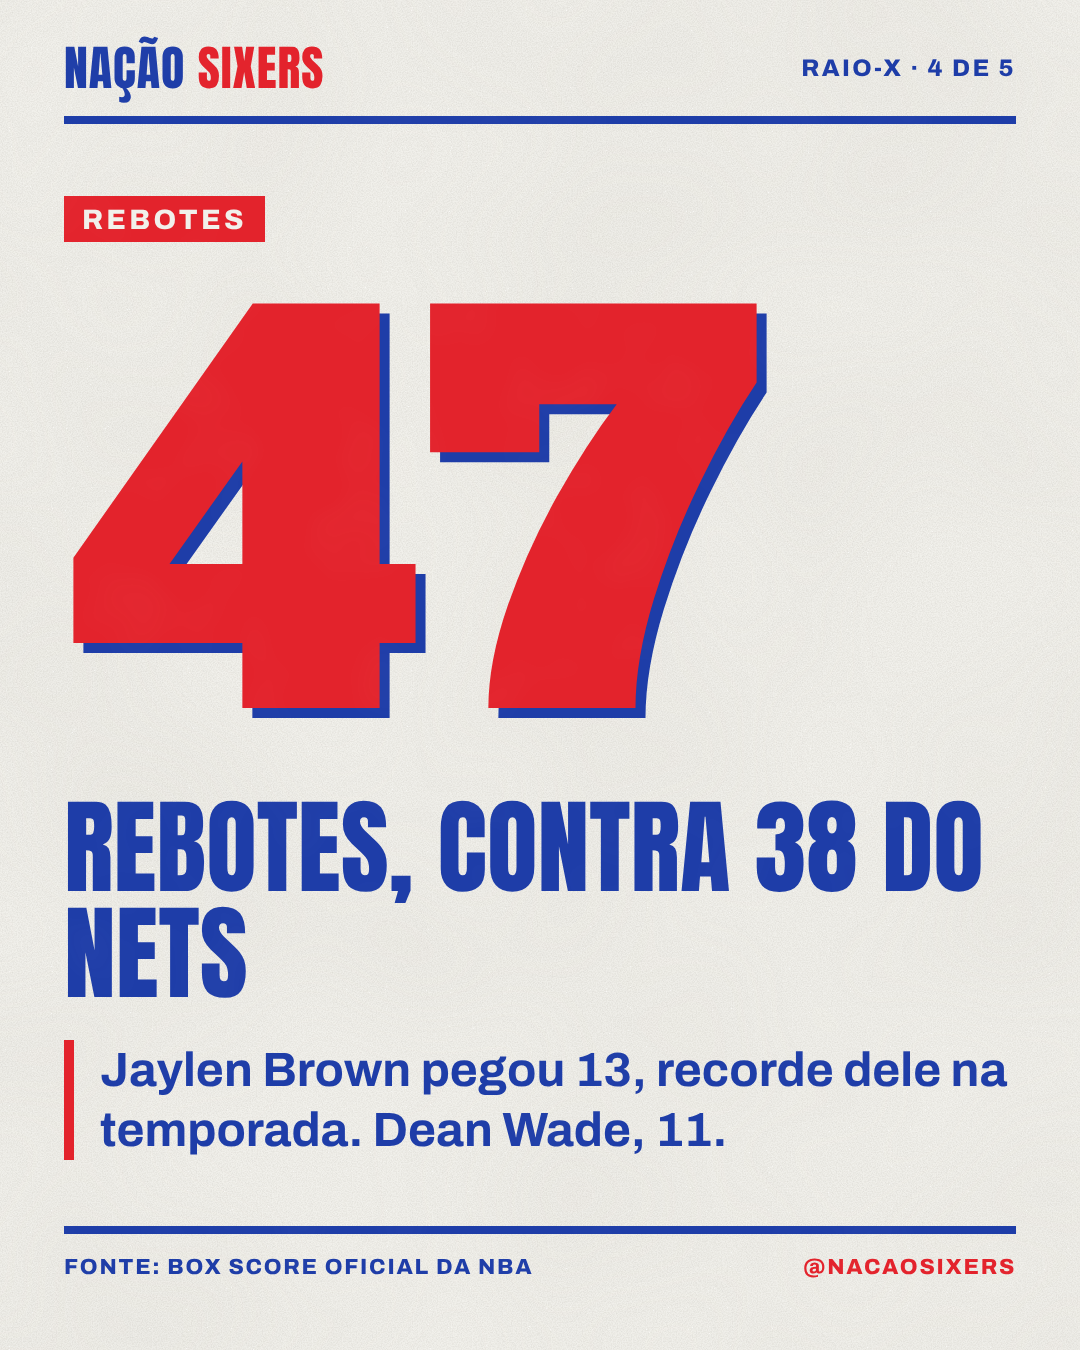 NAÇÃO SIXERS
RAIO-X · 4 DE 5
REBOTES
47
REBOTES, CONTRA 38 DO
NETS
Jaylen Brown pegou 13, recorde dele na
temporada. Dean Wade, 11.
FONTE: BOX SCORE OFICIAL DA NBA
@NACAOSIXERS